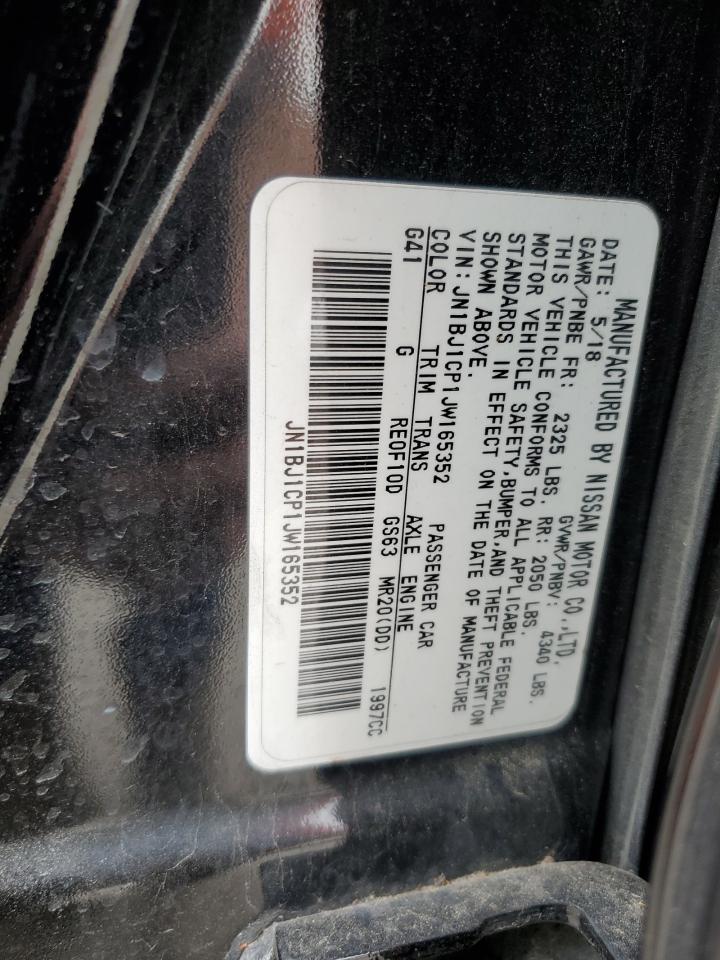 MANUFACTURED BY NISSAN MOTOR CO.,LTD.
DATE: 5/18 GVWR/PNBV: 4340 LBS.
GAWR/PNBE FR: 2325 LBS. RR: 2050 LBS.
THIS VEHICLE CONFORMS TO ALL APPLICABLE FEDERAL
MOTOR VEHICLE SAFETY,BUMPER,AND THEFT PREVENTION
STANDARDS IN EFFECT ON THE DATE OF MANUFACTURE
SHOWN ABOVE.
VIN:JN1BJ1CP1JW165352 PASSENGER CAR
COLOR TRIM TRANS AXLE ENGINE
G41 G RE0F10D GS63 MR20(DD) 1997CC
JN1BJ1CP1JW165352